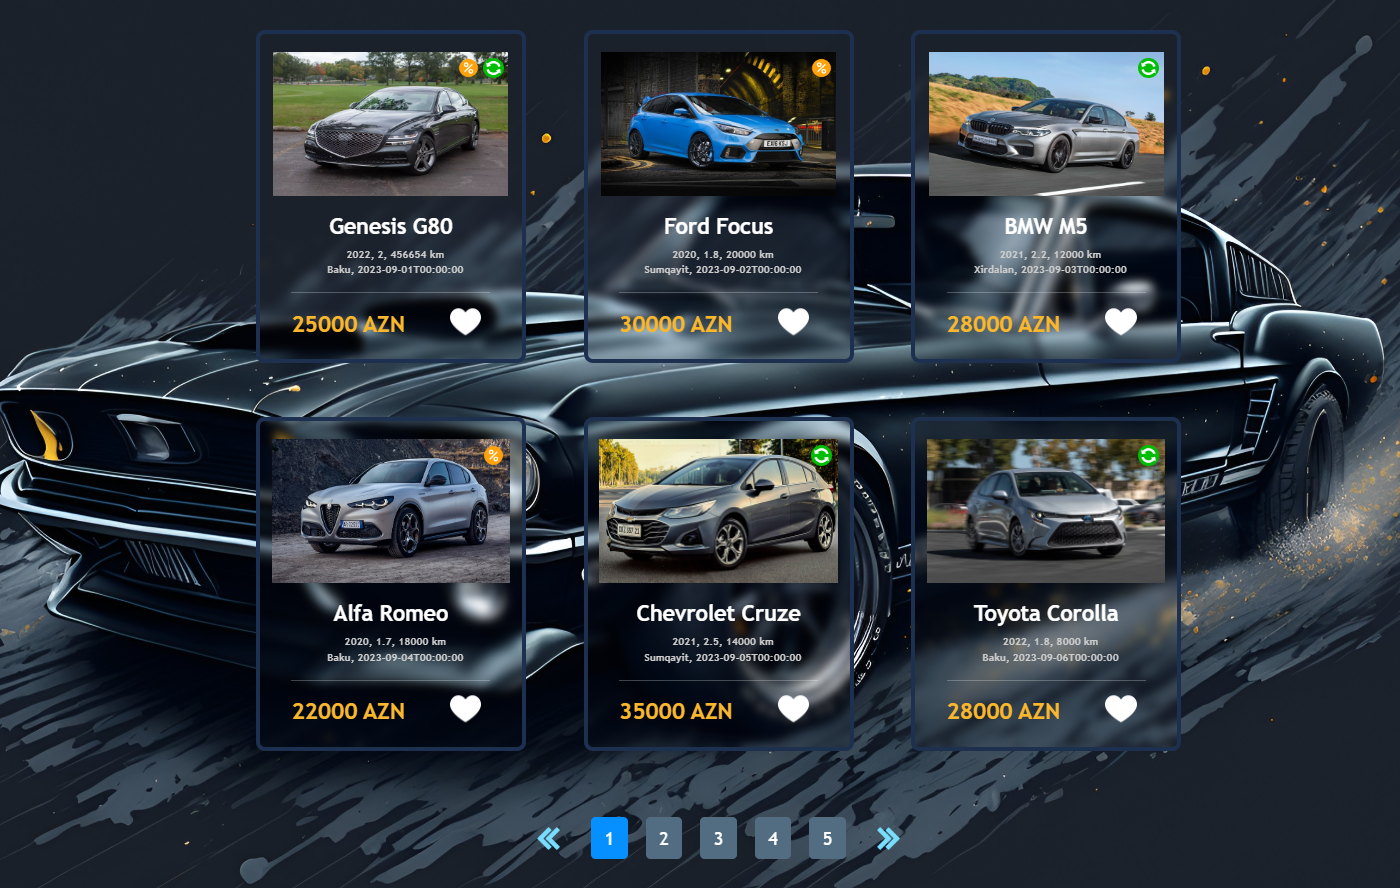 Genesis G80
2022, 2, 456654 km
Baku, 2023-09-01T00:00:00
25000 AZN
Ford Focus
2020, 1.8, 20000 km
Sumqayit, 2023-09-02T00:00:00
30000 AZN
BMW M5
2021, 2.2, 12000 km
Xirdalan, 2023-09-03T00:00:00
28000 AZN
Alfa Romeo
2020, 1.7, 18000 km
Baku, 2023-09-04T00:00:00
22000 AZN
Chevrolet Cruze
2021, 2.5, 14000 km
Sumqayit, 2023-09-05T00:00:00
35000 AZN
Toyota Corolla
2022, 1.8, 8000 km
Baku, 2023-09-06T00:00:00
28000 AZN
1 2 3 4 5